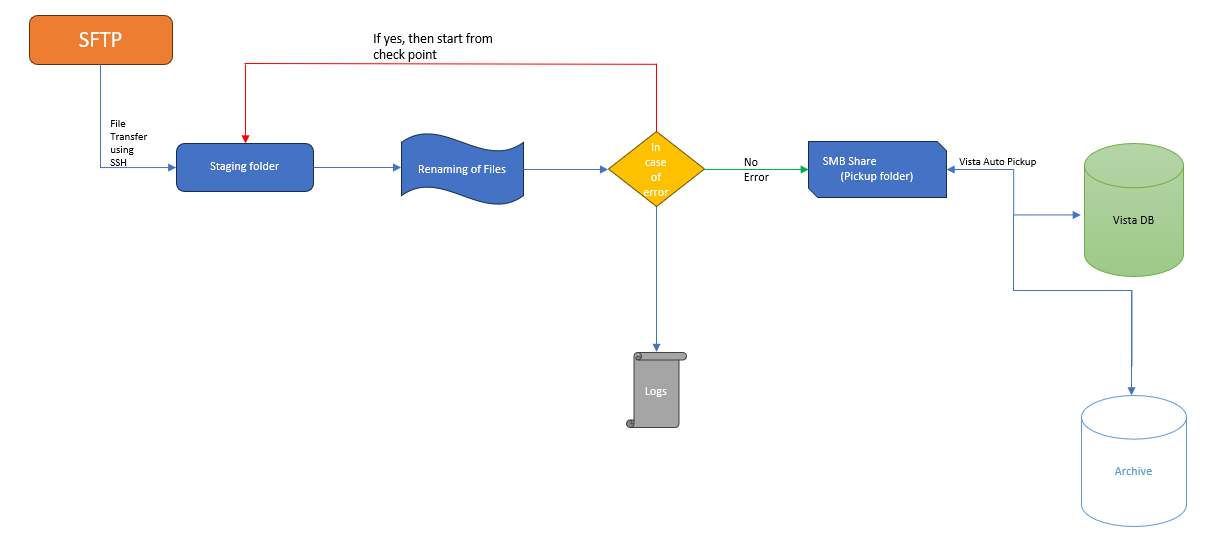 SFTP
If yes, then start from
check point
File
Transfer
using
SSH
Staging folder
Renaming of Files
In
case
of
error
No
Error
SMB Share
(Pickup folder)
Vista Auto Pickup
Vista DB
Logs
Archive